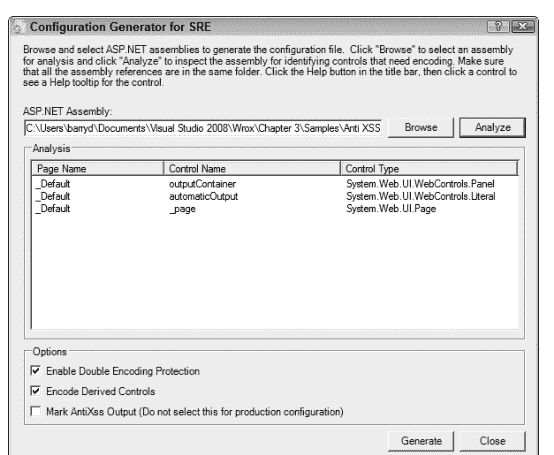 Configuration Generator for SRE
Browse and select ASP.NET assemblies to generate the configuration file. Click "Browse" to select an assembly
for analysis and click "Analyze" to inspect the assembly for identifying controls that need encoding. Make sure
that all the assembly references are in the same folder. Click the Help button in the title bar, then click a control to
see a Help tooltip for the control.
ASP.NET Assembly:
C:\Users\barryd\Documents\Visual Studio 2008\Wrox\Chapter 3\Samples\Anti XSS Browse Analyze
Analysis
Page Name Control Name Control Type
_Default outputContainer System.Web.UI.WebControls.Panel
_Default automaticOutput System.Web.UI.WebControls.Literal
_Default _page System.Web.UI.Page
Options
Enable Double Encoding Protection
Encode Derived Controls
Mark AntiXss Output (Do not select this for production configuration)
Generate Close